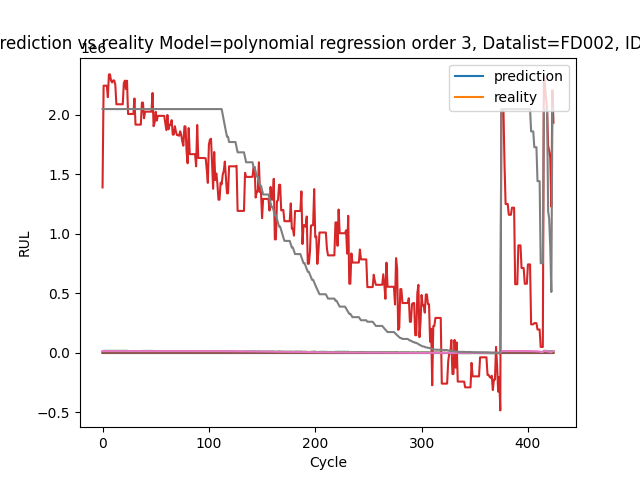 rediction vs reality Model=polynomial regression order 3, Datalist=FD002, ID
1e6
prediction
reality
2.0
1.5
1.0
0.5
0.0
−0.5
RUL
0 100 200 300 400
Cycle